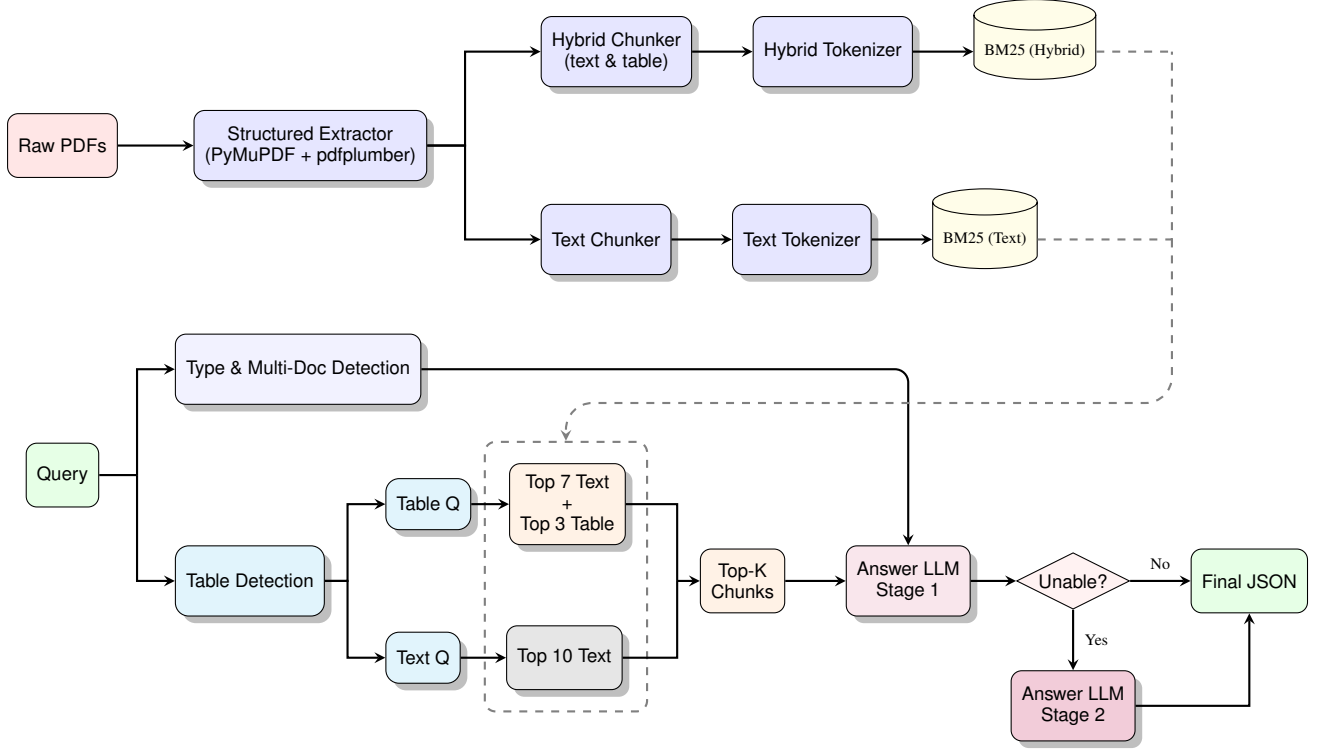 Hybrid Chunker
(text & table)
Hybrid Tokenizer
BM25 (Hybrid)
Raw PDFs
Structured Extractor
(PyMuPDF + pdfplumber)
Text Chunker
Text Tokenizer
BM25 (Text)
Type & Multi-Doc Detection
Query
Table Q
Top 7 Text
+
Top 3 Table
Table Detection
Top-K
Chunks
Answer LLM
Stage 1
Unable?
No
Final JSON
Text Q
Top 10 Text
Yes
Answer LLM
Stage 2